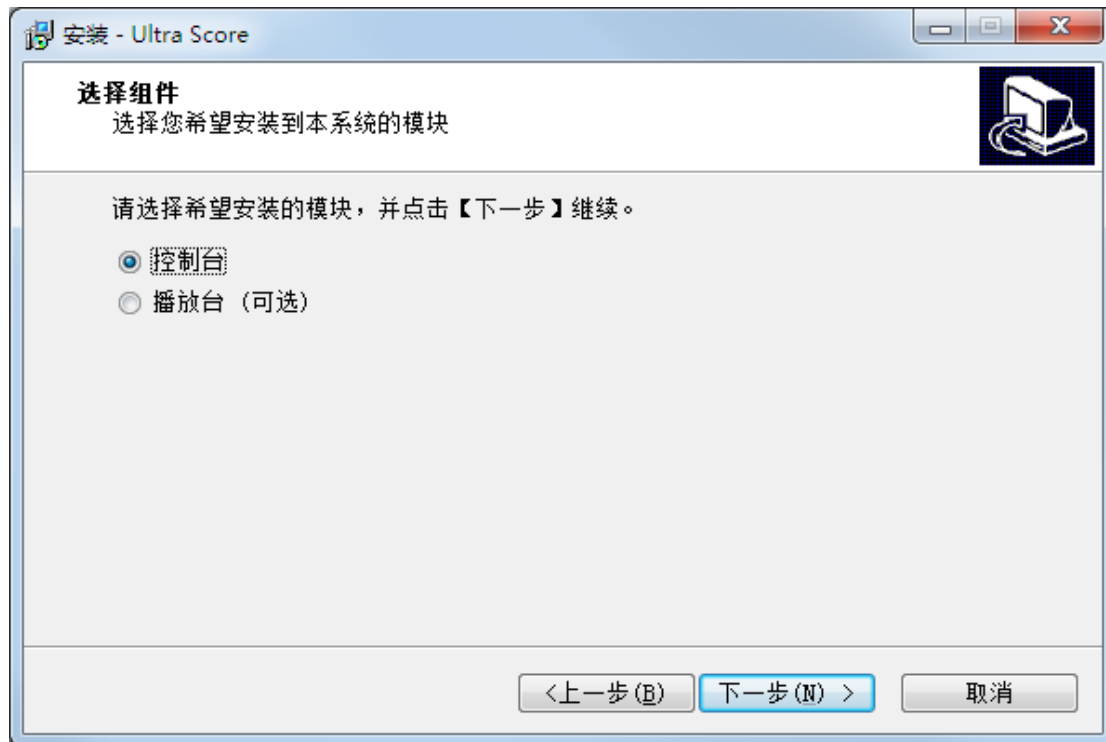 安装 - Ultra Score
选择组件
选择您希望安装到本系统的模块
请选择希望安装的模块，并点击【下一步】继续。
控制台
播放台 (可选)
<上一步(B)
下一步(N) >
取消